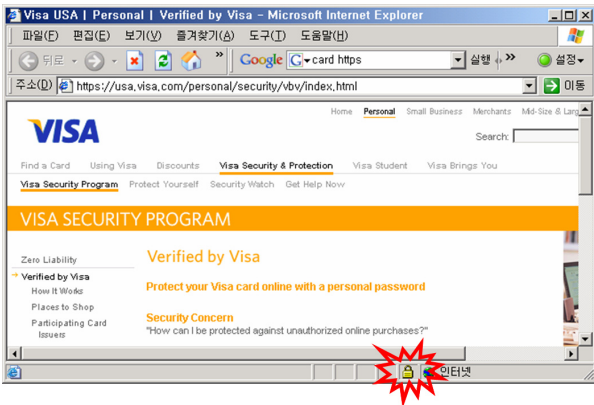 Visa USA | Personal | Verified by Visa - Microsoft Internet Explorer
파일(F) 편집(E) 보기(V) 즐겨찾기(A) 도구(T) 도움말(H)
뒤로 » Google G card https 실행 » 설정
주소(D) https://usa.visa.com/personal/security/vbv/index.html 이동
Home Personal Small Business Merchants Mid-Size & Larg
VISA
Search:
Find a Card Using Visa Discounts Visa Security & Protection Visa Student Visa Brings You
Visa Security Program Protect Yourself Security Watch Get Help Now
VISA SECURITY PROGRAM
Zero Liability
Verified by Visa
How It Works
Places to Shop
Participating Card
Issuers
Verified by Visa
Protect your Visa card online with a personal password
Security Concern
"How can I be protected against unauthorized online purchases?"
인터넷